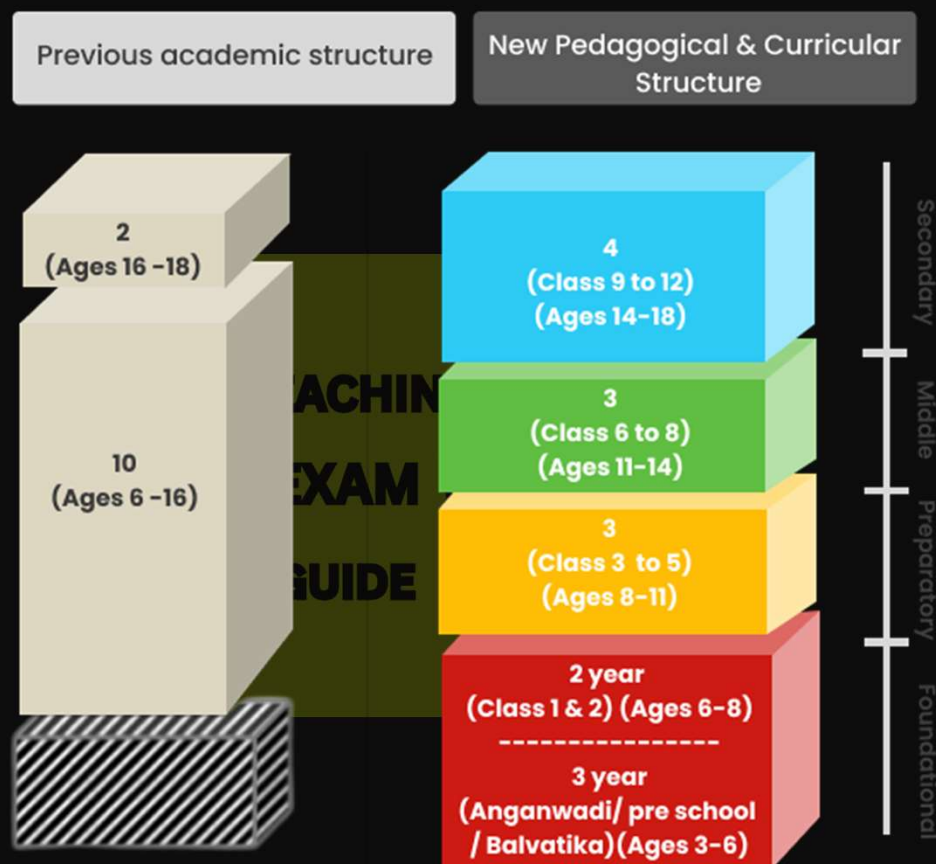 Previous academic structure
New Pedagogical & Curricular
Structure
2
(Ages 16 -18)
10
(Ages 6 -16)
EACHIN
EXAM
GUIDE
4
(Class 9 to 12)
(Ages 14-18)
3
(Class 6 to 8)
(Ages 11-14)
3
(Class 3 to 5)
(Ages 8-11)
2 year
(Class 1 & 2) (Ages 6-8)
----------------
3 year
(Anganwadi/ pre school
/ Balvatika)(Ages 3-6)
Secondary
Middle
Preparatory
Foundational